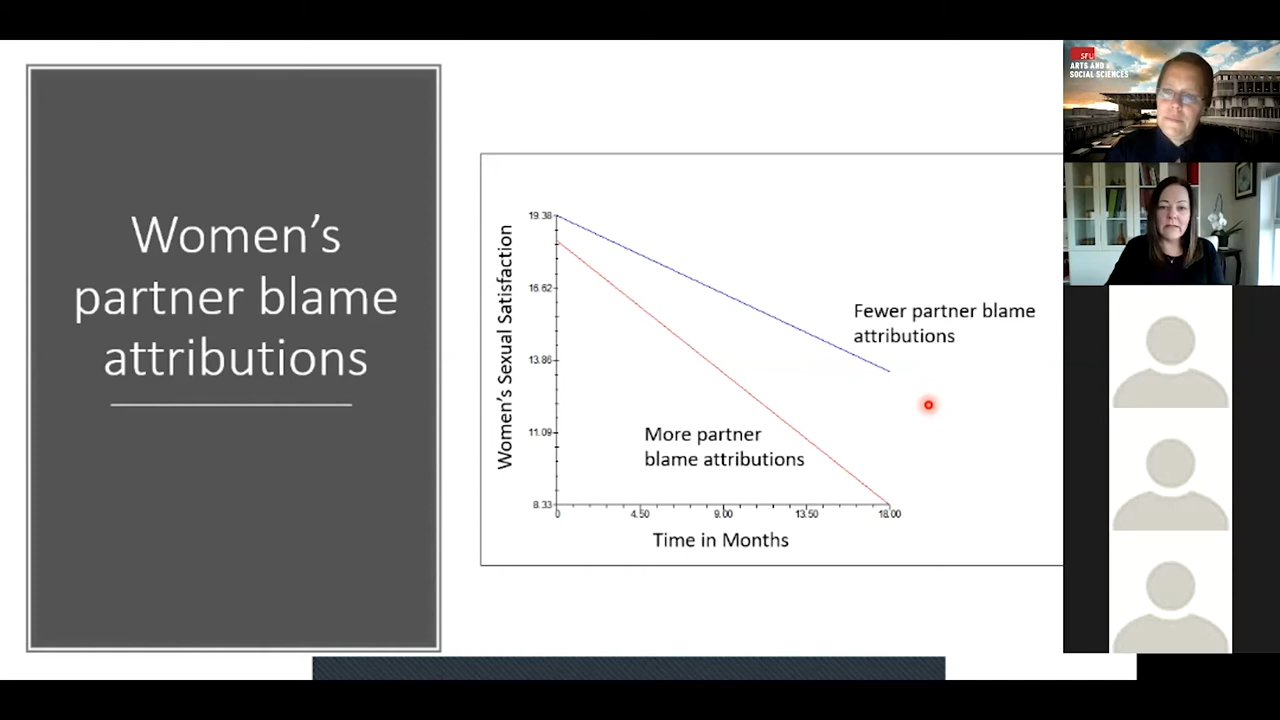 Women's
partner blame
attributions
Women's Sexual Satisfaction
19.38
16.62
13.86
11.09
8.33
0
4.50
9.00
13.50
18.00
Time in Months
Fewer partner blame
attributions
More partner
blame attributions
SFU
ARTS AND
SOCIAL SCIENCES